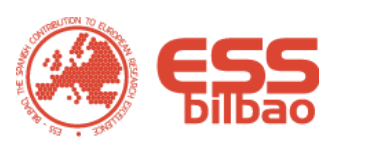 ESS - BILBAO, THE SPANISH CONTRIBUTION TO EUROPEAN RESEARCH EXCELLENCE
ESS
bilbao